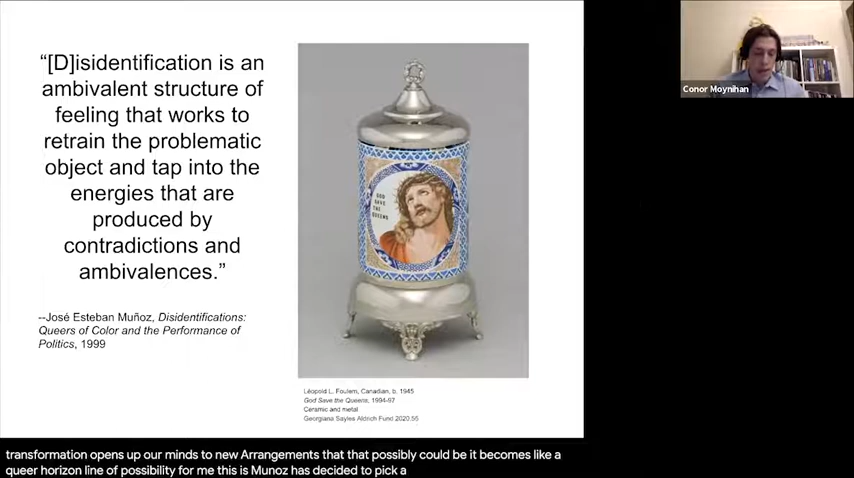 “[D]isidentification is an
ambivalent structure of
feeling that works to
retrain the problematic
object and tap into the
energies that are
produced by
contradictions and
ambivalences.”
--José Esteban Muñoz, Disidentifications:
Queers of Color and the Performance of
Politics, 1999
GOD
SAVE
THE
QUEENS
Léopold L. Foulem, Canadian, b. 1945
God Save the Queens, 1994-97
Ceramic and metal
Georgiana Sayles Aldrich Fund 2020.56
Conor Moynihan
transformation opens up our minds to new Arrangements that that possibly could be it becomes like a
queer horizon line of possibility for me this is Munoz has decided to pick a